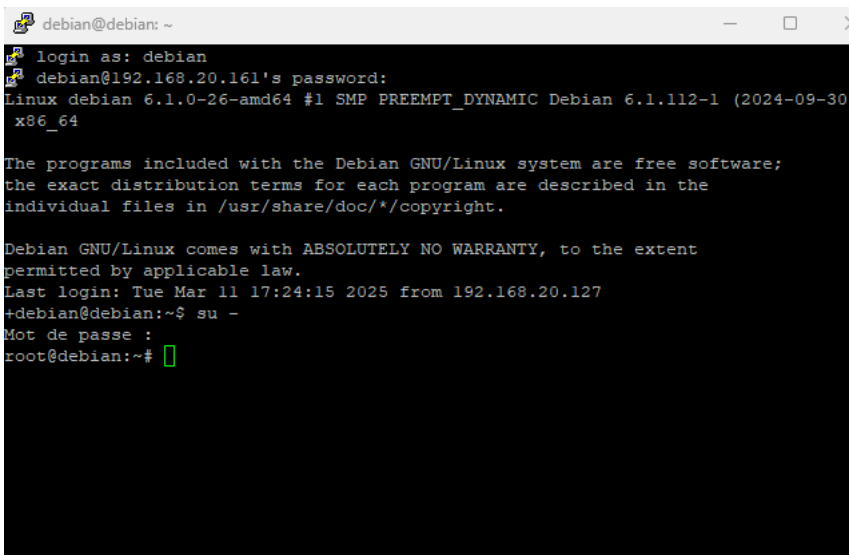 debian@debian: ~
login as: debian
debian@192.168.20.161's password:
Linux debian 6.1.0-26-amd64 #1 SMP PREEMPT_DYNAMIC Debian 6.1.112-1 (2024-09-30
x86_64
The programs included with the Debian GNU/Linux system are free software;
the exact distribution terms for each program are described in the
individual files in /usr/share/doc/*/copyright.
Debian GNU/Linux comes with ABSOLUTELY NO WARRANTY, to the extent
permitted by applicable law.
Last login: Tue Mar 11 17:24:15 2025 from 192.168.20.127
+debian@debian:~$ su -
Mot de passe :
root@debian:~#